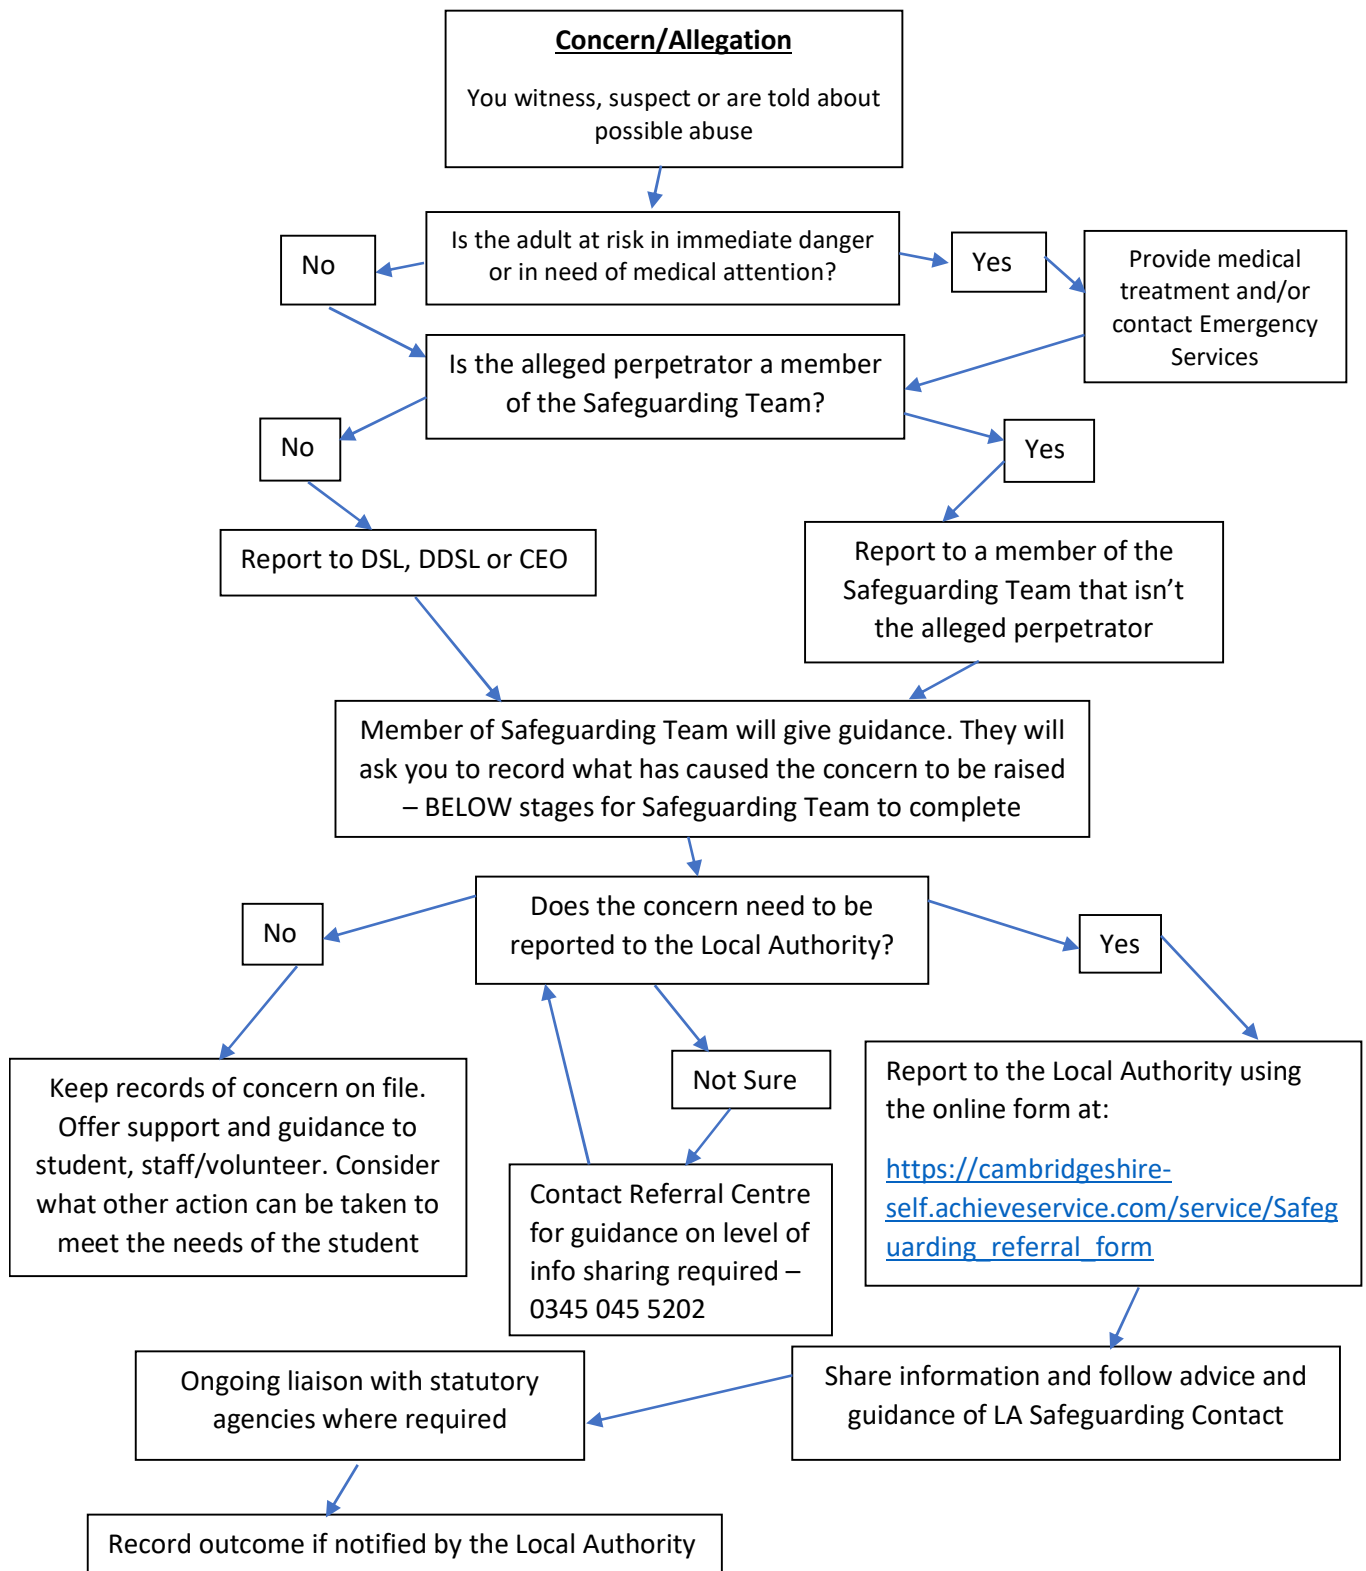 Concern/Allegation
You witness, suspect or are told about
possible abuse
Is the adult at risk in immediate danger
or in need of medical attention?
No
Yes
Provide medical
treatment and/or
contact Emergency
Services
Is the alleged perpetrator a member
of the Safeguarding Team?
No
Yes
Report to DSL, DDSL or CEO
Report to a member of the
Safeguarding Team that isn’t
the alleged perpetrator
Member of Safeguarding Team will give guidance. They will
ask you to record what has caused the concern to be raised
– BELOW stages for Safeguarding Team to complete
Does the concern need to be
reported to the Local Authority?
No
Yes
Not Sure
Keep records of concern on file.
Offer support and guidance to
student, staff/volunteer. Consider
what other action can be taken to
meet the needs of the student
Contact Referral Centre
for guidance on level of
info sharing required –
0345 045 5202
Report to the Local Authority using
the online form at:
https://cambridgeshire-
self.achieveservice.com/service/Safeg
uarding_referral_form
Share information and follow advice and
guidance of LA Safeguarding Contact
Ongoing liaison with statutory
agencies where required
Record outcome if notified by the Local Authority